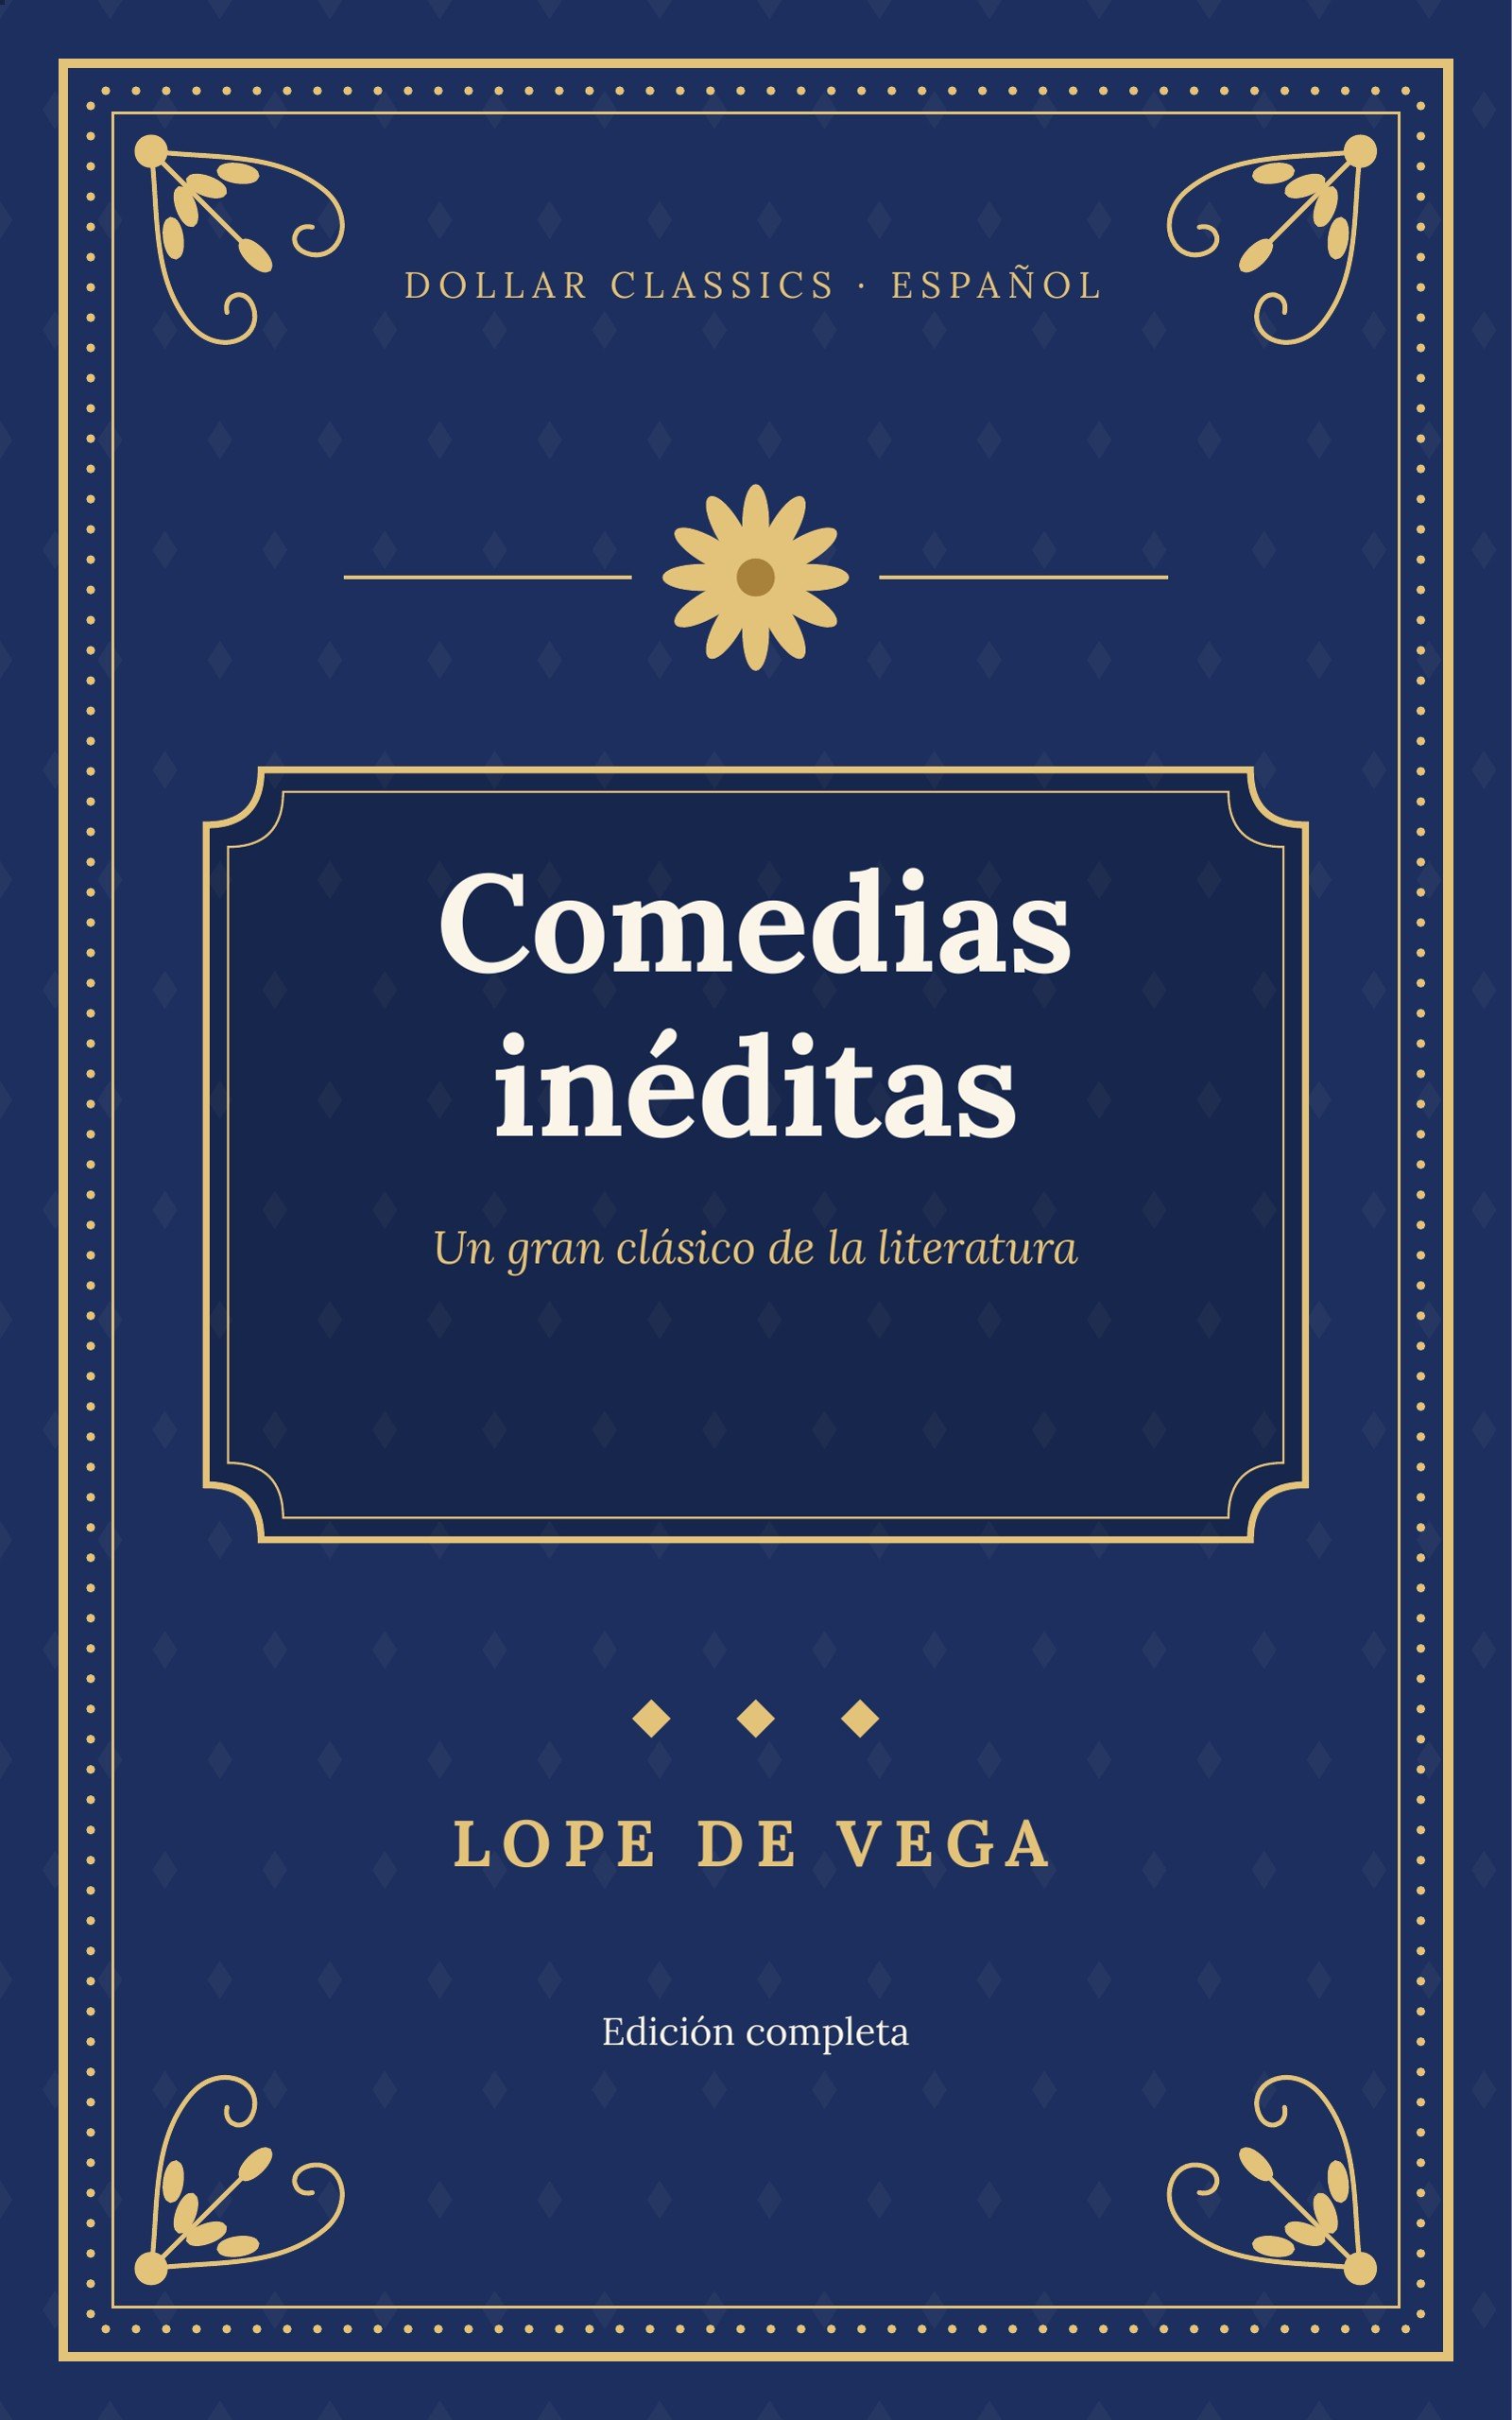 DOLLAR CLASSICS · ESPAÑOL
Comedias
inéditas
Un gran clásico de la literatura
LOPE DE VEGA
Edición completa